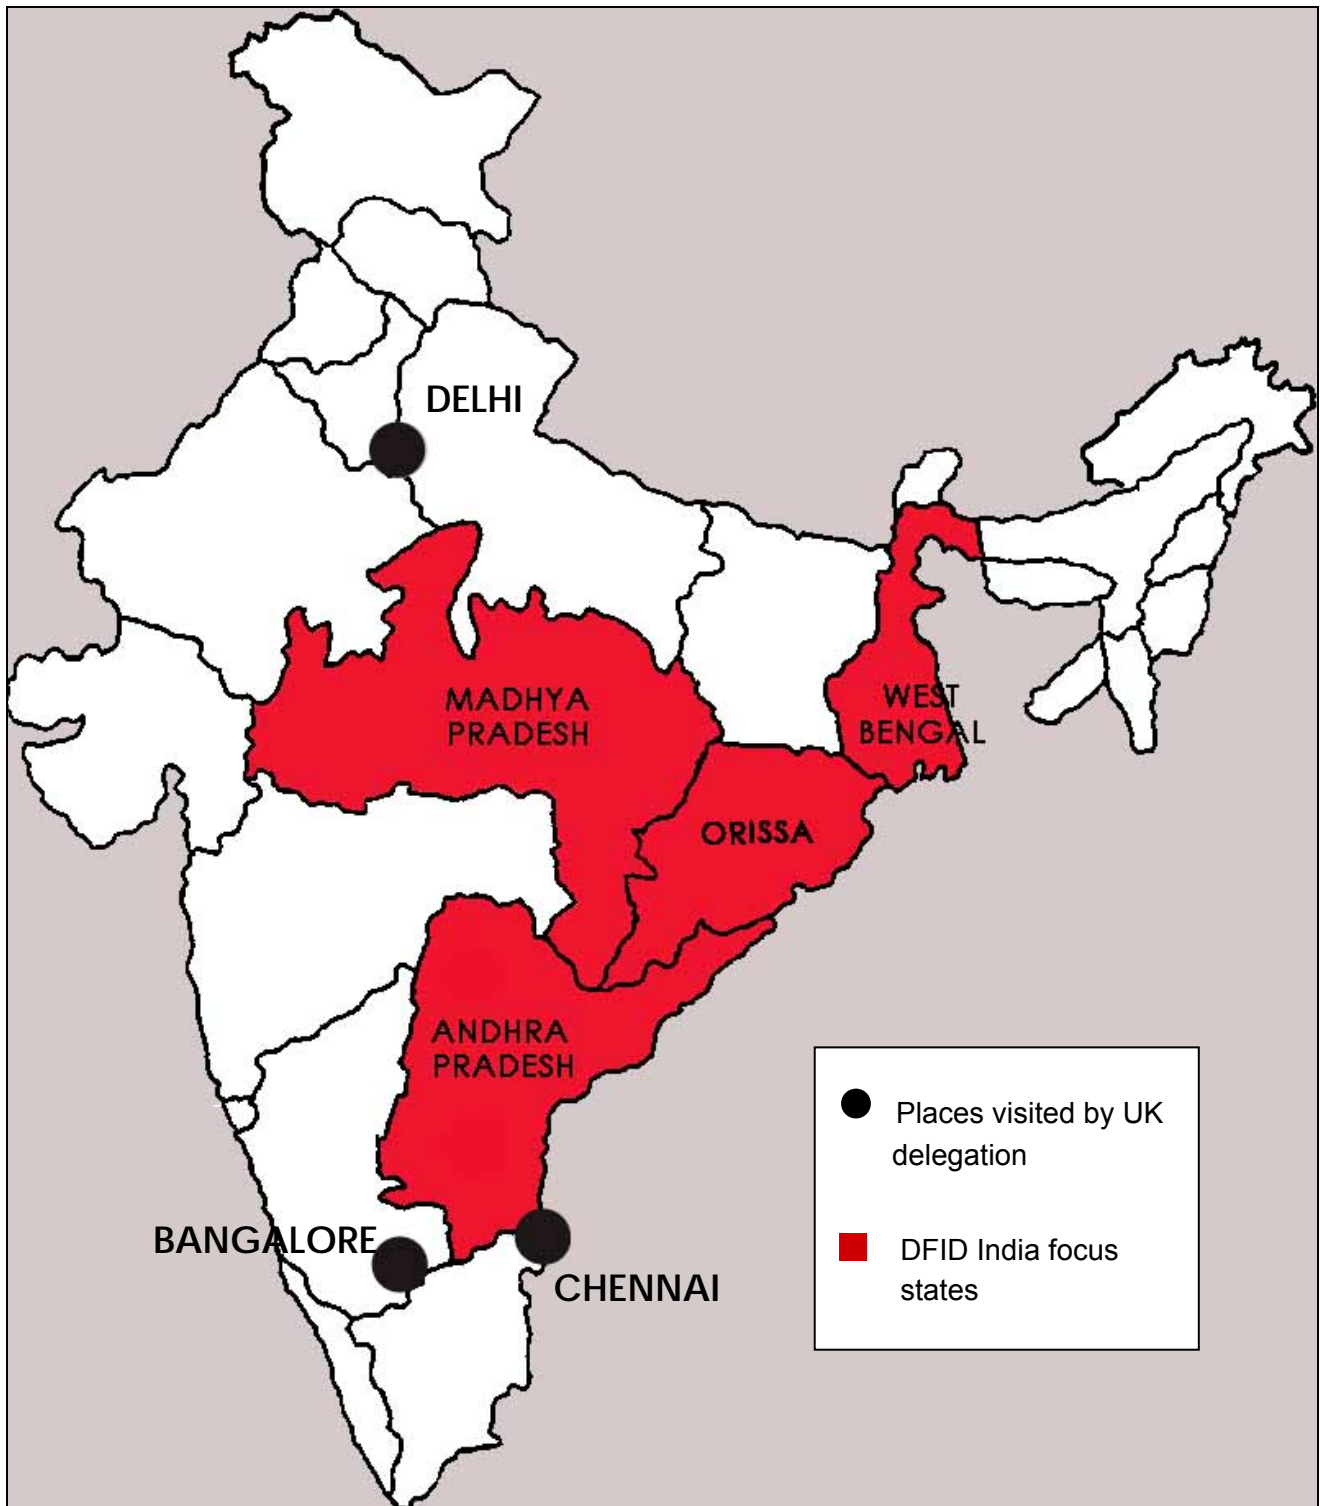 DELHI
MADHYA
PRADESH
WEST
BENGAL
ORISSA
ANDHRA
PRADESH
BANGALORE
CHENNAI
Places visited by UK
delegation
DFID India focus
states